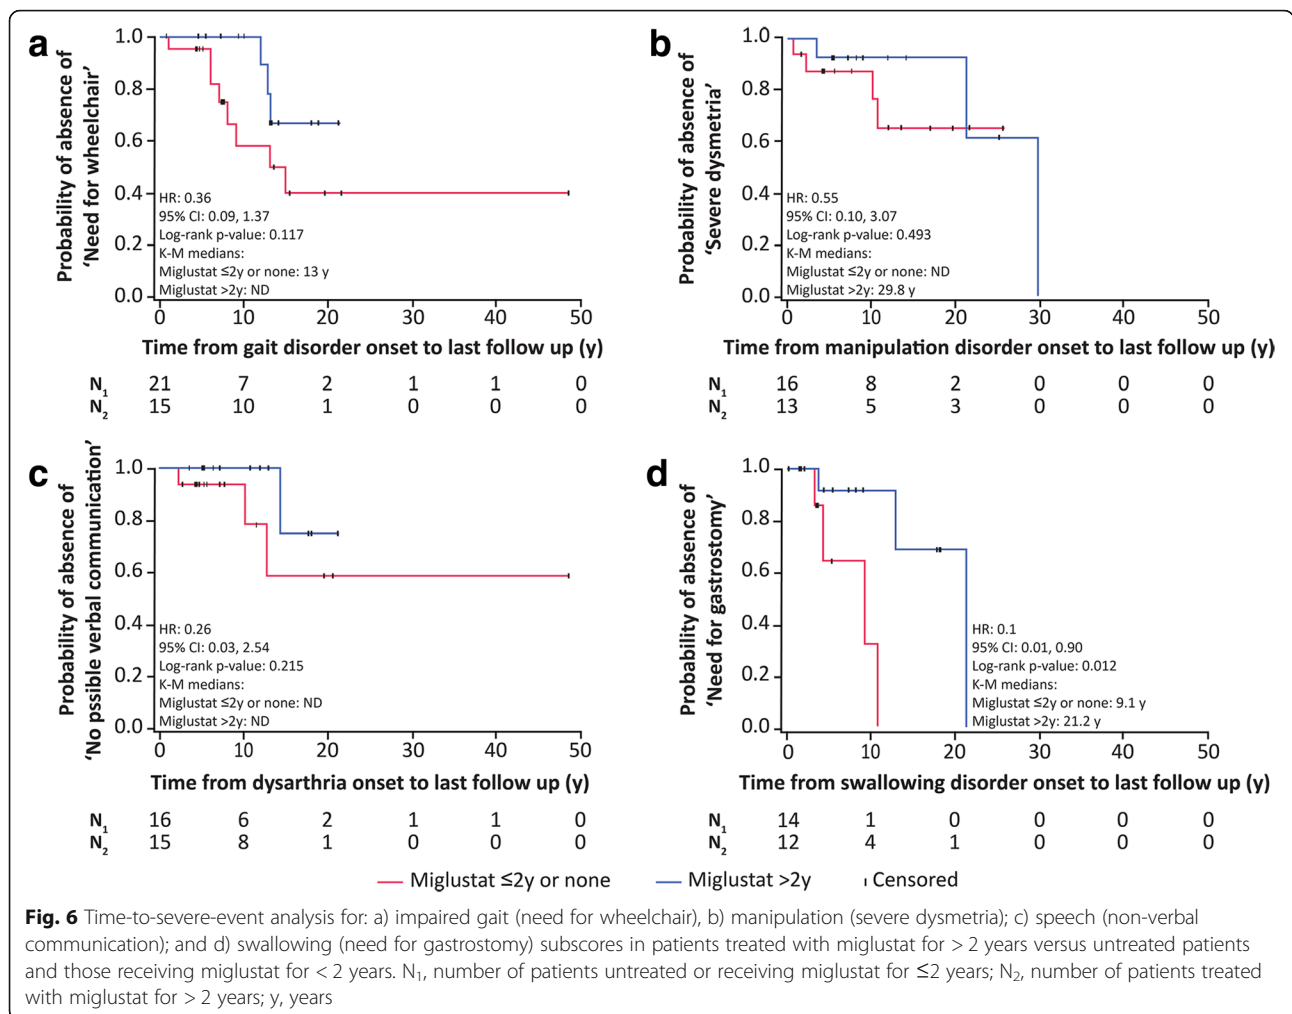 a
Probability of absence of
‘Need for wheelchair’
1.0
0.8
0.6
0.4
0.2
0.0
HR: 0.36
95% CI: 0.09, 1.37
Log-rank p-value: 0.117
K-M medians:
Miglustat ≤2y or none: 13 y
Miglustat >2y: ND
0 10 20 30 40 50
Time from gait disorder onset to last follow up (y)
N₁ 21 7 2 1 1 0
N₂ 15 10 1 0 0 0
b
Probability of absence of
‘Severe dysmetria’
1.0
0.8
0.6
0.4
0.2
0.0
HR: 0.55
95% CI: 0.10, 3.07
Log-rank p-value: 0.493
K-M medians:
Miglustat ≤2y or none: ND
Miglustat >2y: 29.8 y
0 10 20 30 40 50
Time from manipulation disorder onset to last follow up (y)
N₁ 16 8 2 0 0 0
N₂ 13 5 3 0 0 0
c
Probability of absence of
‘No pssible verbal communication’
1.0
0.8
0.6
0.4
0.2
0.0
HR: 0.26
95% CI: 0.03, 2.54
Log-rank p-value: 0.215
K-M medians:
Miglustat ≤2y or none: ND
Miglustat >2y: ND
0 10 20 30 40 50
Time from dysarthria onset to last follow up (y)
N₁ 16 6 2 1 1 0
N₂ 15 8 1 0 0 0
d
Probability of absence of
‘Need for gastrostomy’
1.0
0.8
0.6
0.4
0.2
0.0
HR: 0.1
95% CI: 0.01, 0.90
Log-rank p-value: 0.012
K-M medians:
Miglustat ≤2y or none: 9.1 y
Miglustat >2y: 21.2 y
0 10 20 30 40 50
Time from swallowing disorder onset to last follow up (y)
N₁ 14 1 0 0 0 0
N₂ 12 4 1 0 0 0
Miglustat ≤2y or none Miglustat >2y Censored
Fig. 6 Time-to-severe-event analysis for: a) impaired gait (need for wheelchair), b) manipulation (severe dysmetria); c) speech (non-verbal
communication); and d) swallowing (need for gastrostomy) subscores in patients treated with miglustat for > 2 years versus untreated patients
and those receiving miglustat for < 2 years. N₁, number of patients untreated or receiving miglustat for ≤2 years; N₂, number of patients treated
with miglustat for > 2 years; y, years